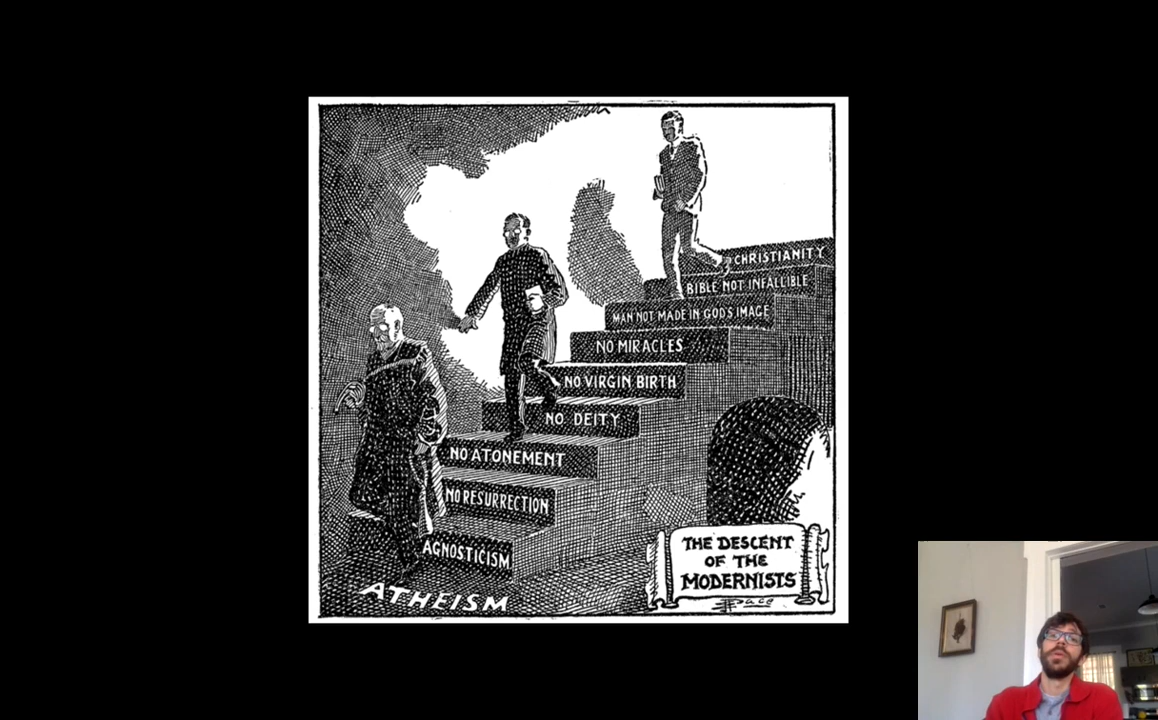 CHRISTIANITY
BIBLE NOT INFALLIBLE
MAN NOT MADE IN GOD'S IMAGE
NO MIRACLES
NO VIRGIN BIRTH
NO DEITY
NO ATONEMENT
NO RESURRECTION
AGNOSTICISM
ATHEISM
THE DESCENT
OF THE
MODERNISTS
Pace